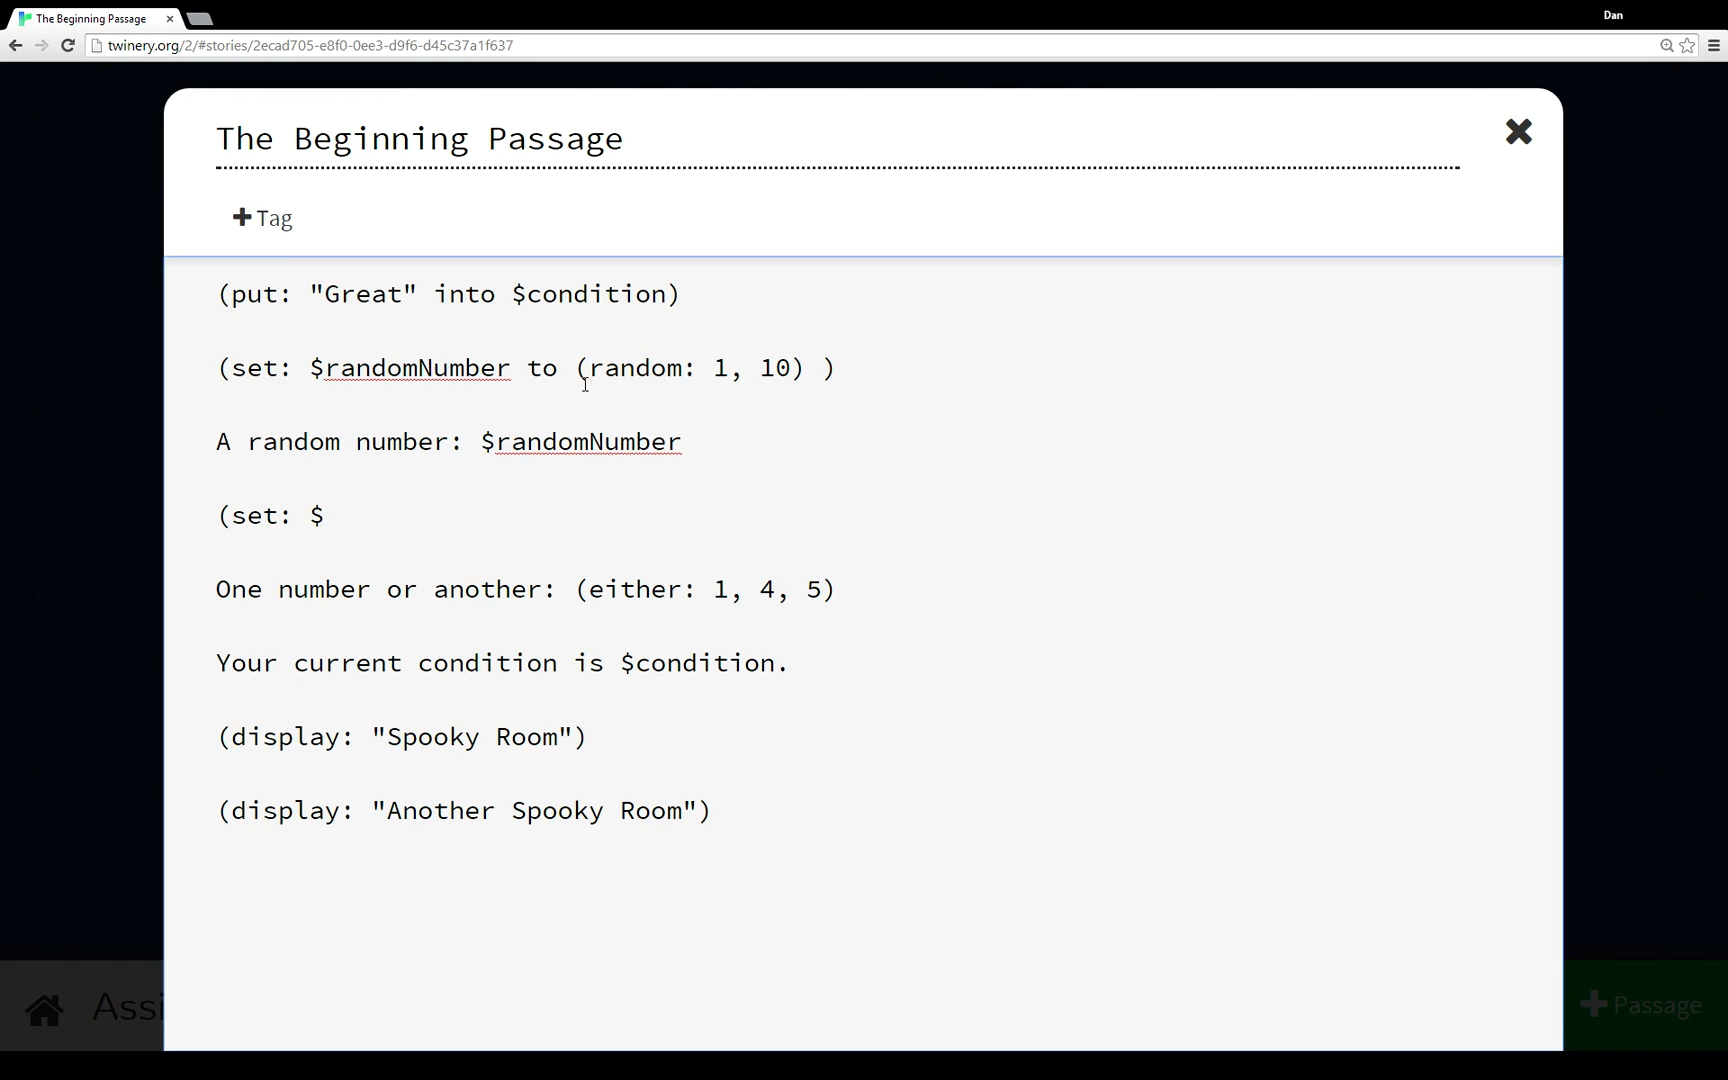 The Beginning Passage
Dan
twinery.org/2/#stories/2ecad705-e8f0-0ee3-d9f6-d45c37a1f637
The Beginning Passage
Tag
(put: "Great" into $condition)
(set: $randomNumber to (random: 1, 10) )
A random number: $randomNumber
(set: $
One number or another: (either: 1, 4, 5)
Your current condition is $condition.
(display: "Spooky Room")
(display: "Another Spooky Room")
Assi
Passage